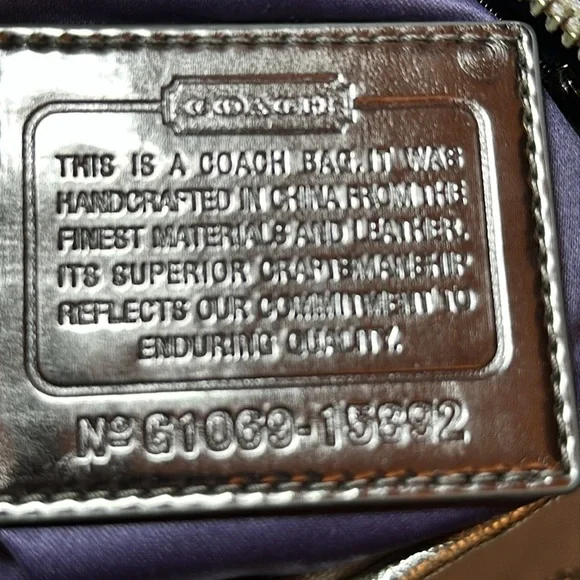 COACH
THIS IS A COACH BAG. IT WAS
HANDCRAFTED IN CHINA FROM THE
FINEST MATERIALS AND LEATHER.
ITS SUPERIOR CRAFTSMANSHIP
REFLECTS OUR COMMITMENT TO
ENDURING QUALITY.
Nº G1069-15892